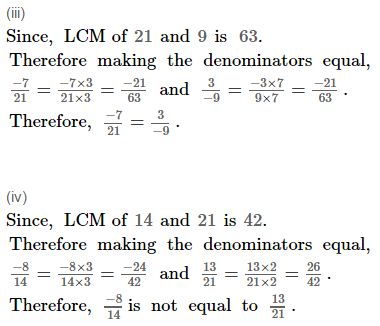 (iii)
Since, LCM of 21 and 9 is 63.
Therefore making the denominators equal,
−7/21 = −7×3/21×3 = −21/63 and 3/−9 = −3×7/9×7 = −21/63 .
Therefore, −7/21 = 3/−9 .
(iv)
Since, LCM of 14 and 21 is 42.
Therefore making the denominators equal,
−8/14 = −8×3/14×3 = −24/42 and 13/21 = 13×2/21×2 = 26/42 .
Therefore, −8/14 is not equal to 13/21 .